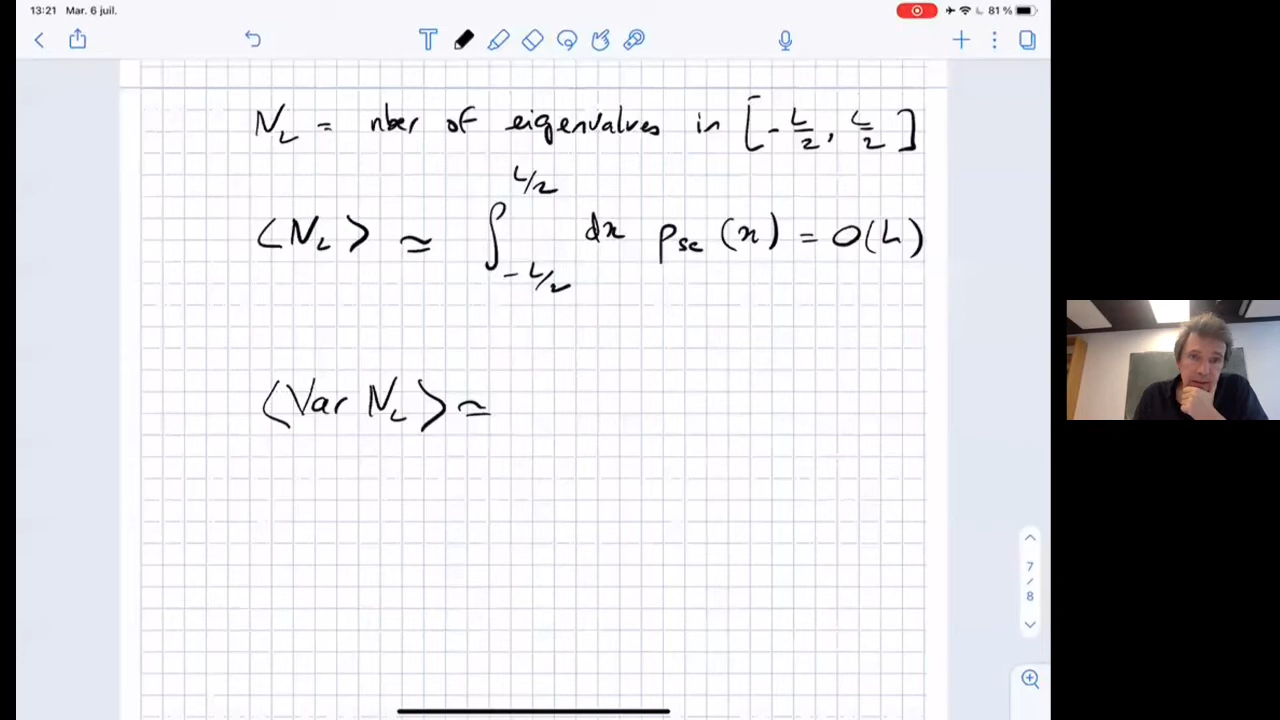 13:21 Mar. 6 juil. 81 %
N_L = nber of eigenvalues in [-L/2, L/2]
⟨N_L⟩ ≃ ∫_{-L/2}^{L/2} dx ρ_sc (x) = O(L)
⟨Var N_L⟩ ≃
7
/
8